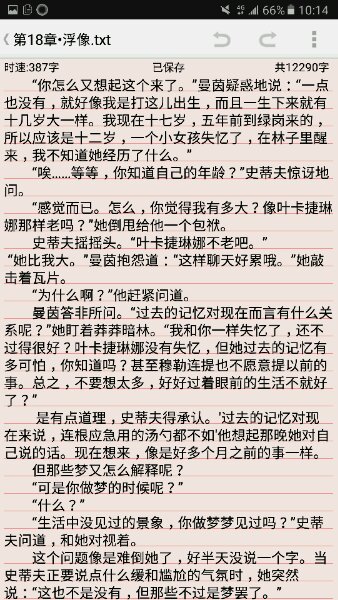 66% 10:14
第18章•浮像.txt
时速:387字 已保存 共12290字
“你怎么又想起这个来了。”曼茵疑惑地说：“一点
也没有，就好像我是打这儿出生，而且一生下来就有
十几岁大一样。我现在十七岁，五年前到绿岗来的，
所以应该是十二岁，一个小女孩失忆了，在林子里醒
来，我不知道她经历了什么。”
“唉……等等，你知道自己的年龄？”史蒂夫惊讶地
问。
“感觉而已。怎么，你觉得我有多大？像叶卡捷琳
娜那样老吗？”她倒甩给他一个包袱。
史蒂夫摇摇头。“叶卡捷琳娜不老吧。”
“她比我大。”曼茵抱怨道：“这样聊天好累哦。”她敲
击着瓦片。
“为什么啊？”他赶紧问道。
曼茵答非所问。“过去的记忆对现在而言有什么关
系呢？”她盯着莽莽暗林。“我和你一样失忆了，还不
过得很好？叶卡捷琳娜没有失忆，但她过去的记忆有
多可怕，你知道吗？甚至穆勒连提也不愿意提以前的
事。总之，不要想太多，好好过着眼前的生活不就好
了？”
是有点道理，史蒂夫得承认。'过去的记忆对现
在来说，连根应急用的汤勺都不如'他想起那晚她对自
己说的话。现在想来，像是好多个月之前的事一样。
但那些梦又怎么解释呢？
“可是你做梦的时候呢？”
“什么？”
“生活中没见过的景象，你做梦梦见过吗？”史蒂
夫问道，和她对视着。
这个问题像是难倒她了，好半天没说一个字。当
史蒂夫正要说点什么缓和尴尬的气氛时，她突然
说：“这也不是没有，但那些不过是梦罢了。”